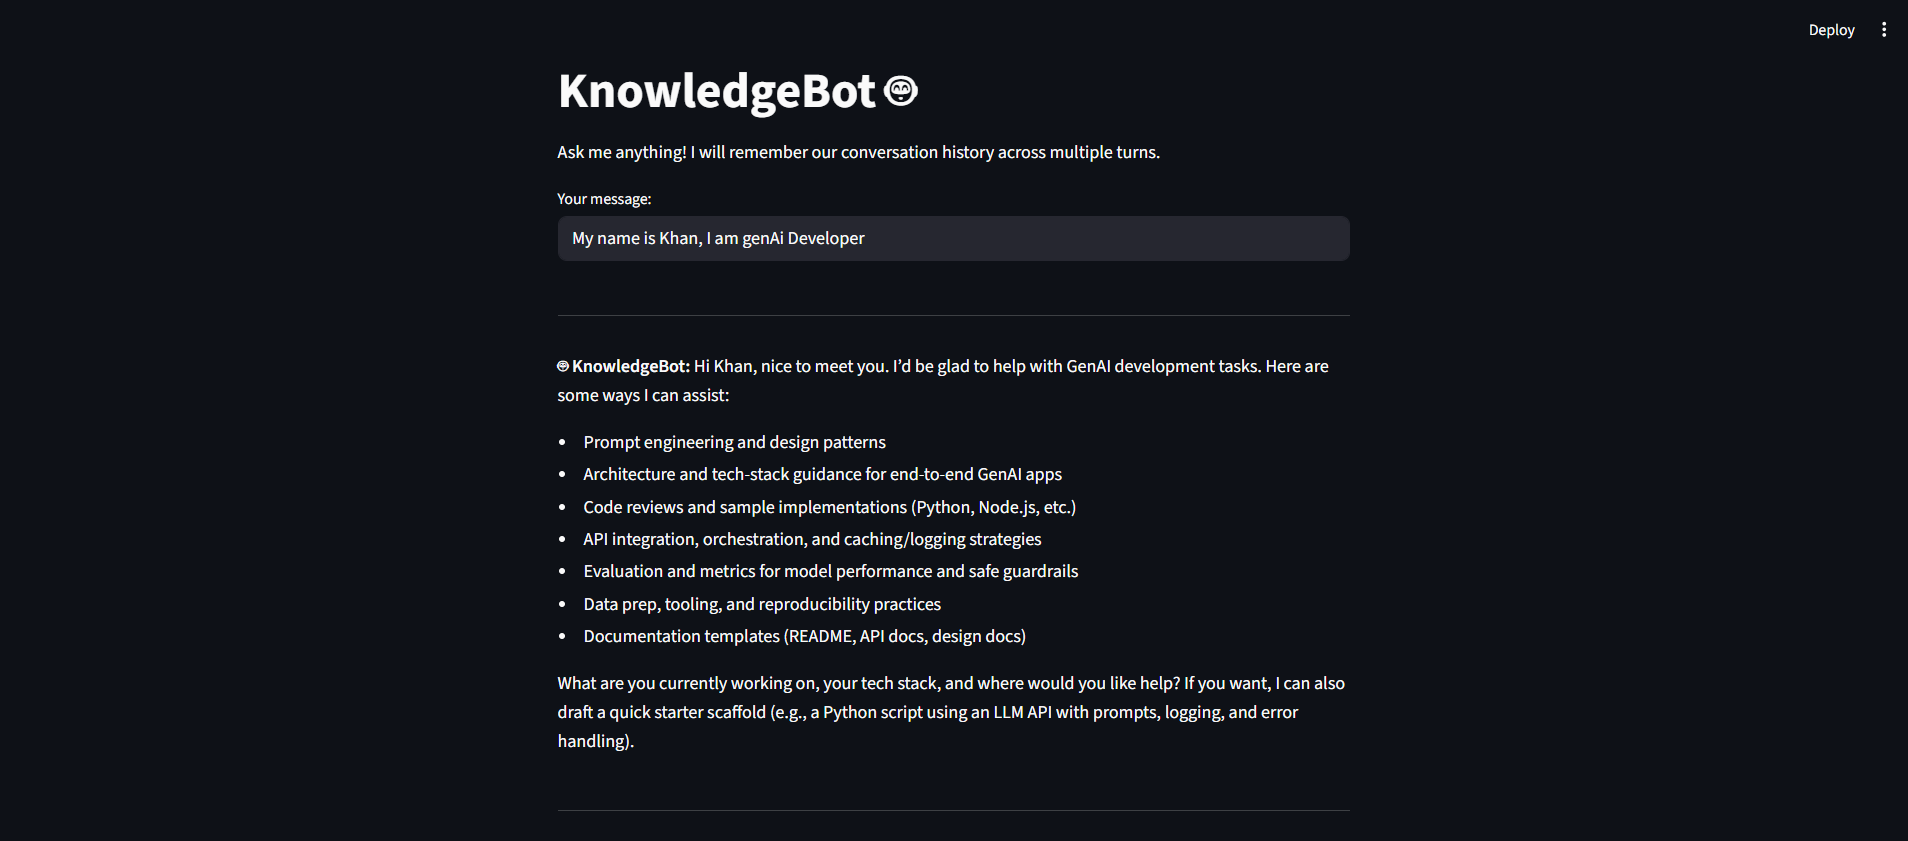 Deploy
KnowledgeBot
Ask me anything! I will remember our conversation history across multiple turns.
Your message:
My name is Khan, I am genAi Developer
KnowledgeBot: Hi Khan, nice to meet you. I’d be glad to help with GenAI development tasks. Here are
some ways I can assist:
• Prompt engineering and design patterns
• Architecture and tech-stack guidance for end-to-end GenAI apps
• Code reviews and sample implementations (Python, Node.js, etc.)
• API integration, orchestration, and caching/logging strategies
• Evaluation and metrics for model performance and safe guardrails
• Data prep, tooling, and reproducibility practices
• Documentation templates (README, API docs, design docs)
What are you currently working on, your tech stack, and where would you like help? If you want, I can also
draft a quick starter scaffold (e.g., a Python script using an LLM API with prompts, logging, and error
handling).